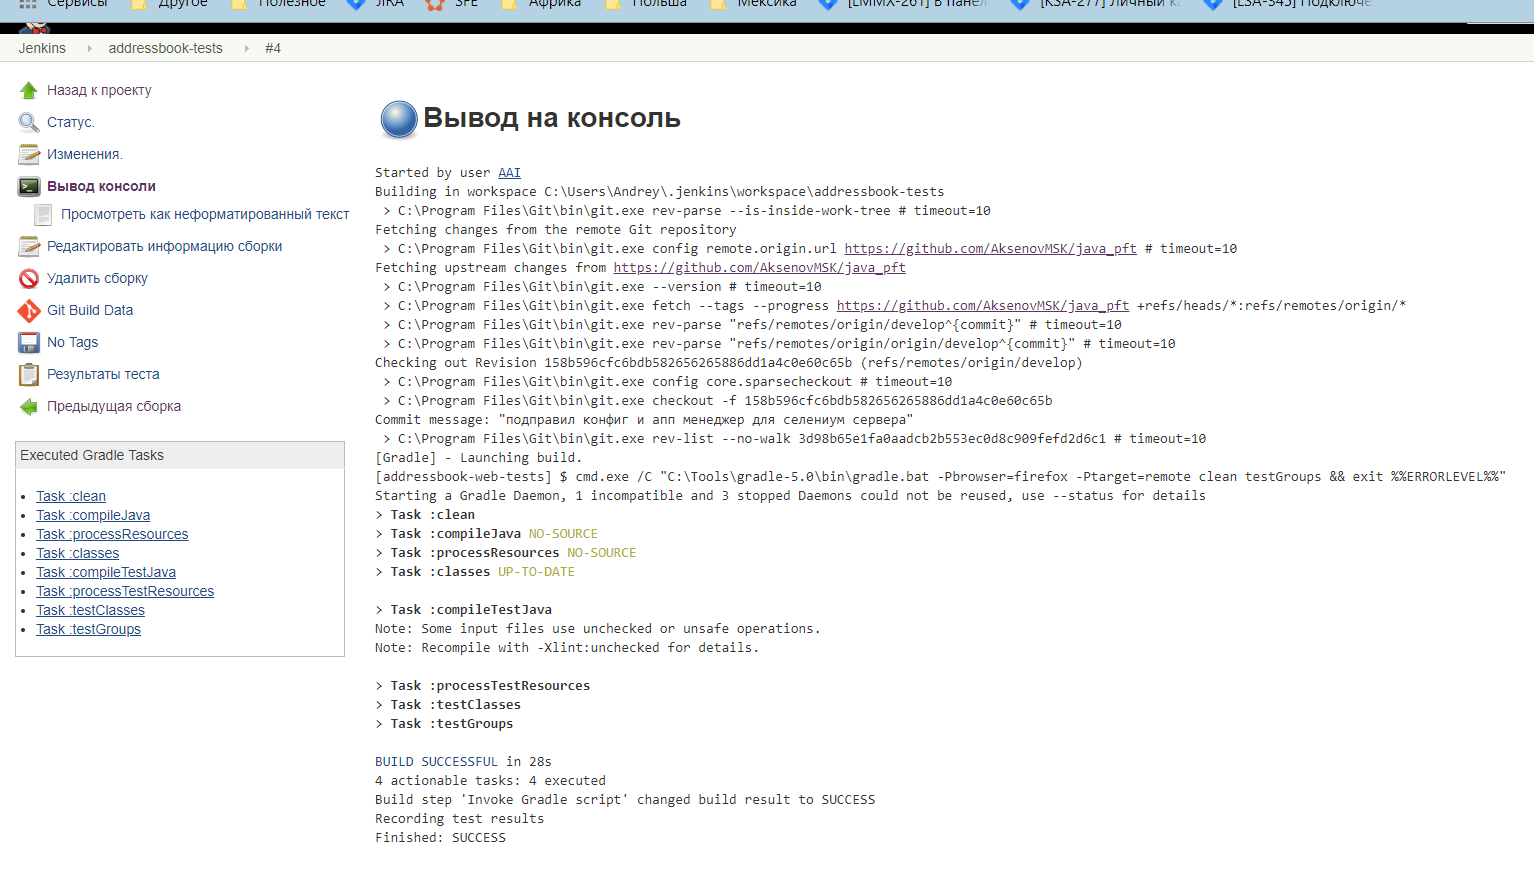 Сервисы Другое Полезное JIRA Африка Польша Мексика [LMMX-261] В панел [KSA-277] Личный к [LSA-345] Подключе
Jenkins addressbook-tests #4
Назад к проекту
Статус.
Изменения.
Вывод консоли
Просмотреть как неформатированный текст
Редактировать информацию сборки
Удалить сборку
Git Build Data
No Tags
Результаты теста
Предыдущая сборка
Executed Gradle Tasks
Task :clean
Task :compileJava
Task :processResources
Task :classes
Task :compileTestJava
Task :processTestResources
Task :testClasses
Task :testGroups
Вывод на консоль
Started by user AAI
Building in workspace C:\Users\Andrey\.jenkins\workspace\addressbook-tests
> C:\Program Files\Git\bin\git.exe rev-parse --is-inside-work-tree # timeout=10
Fetching changes from the remote Git repository
> C:\Program Files\Git\bin\git.exe config remote.origin.url https://github.com/AksenovMSK/java_pft # timeout=10
Fetching upstream changes from https://github.com/AksenovMSK/java_pft
> C:\Program Files\Git\bin\git.exe --version # timeout=10
> C:\Program Files\Git\bin\git.exe fetch --tags --progress https://github.com/AksenovMSK/java_pft +refs/heads/*:refs/remotes/origin/*
> C:\Program Files\Git\bin\git.exe rev-parse "refs/remotes/origin/develop^{commit}" # timeout=10
> C:\Program Files\Git\bin\git.exe rev-parse "refs/remotes/origin/origin/develop^{commit}" # timeout=10
Checking out Revision 158b596cfc6bdb582656265886dd1a4c0e60c65b (refs/remotes/origin/develop)
> C:\Program Files\Git\bin\git.exe config core.sparsecheckout # timeout=10
> C:\Program Files\Git\bin\git.exe checkout -f 158b596cfc6bdb582656265886dd1a4c0e60c65b
Commit message: "подправил конфиг и апп менеджер для селениум сервера"
> C:\Program Files\Git\bin\git.exe rev-list --no-walk 3d98b65e1fa0aadcb2b553ec0d8c909fefd2d6c1 # timeout=10
[Gradle] - Launching build.
[addressbook-web-tests] $ cmd.exe /C "C:\Tools\gradle-5.0\bin\gradle.bat -Pbrowser=firefox -Ptarget=remote clean testGroups && exit %%ERRORLEVEL%%"
Starting a Gradle Daemon, 1 incompatible and 3 stopped Daemons could not be reused, use --status for details
> Task :clean
> Task :compileJava NO-SOURCE
> Task :processResources NO-SOURCE
> Task :classes UP-TO-DATE
> Task :compileTestJava
Note: Some input files use unchecked or unsafe operations.
Note: Recompile with -Xlint:unchecked for details.
> Task :processTestResources
> Task :testClasses
> Task :testGroups
BUILD SUCCESSFUL in 28s
4 actionable tasks: 4 executed
Build step 'Invoke Gradle script' changed build result to SUCCESS
Recording test results
Finished: SUCCESS